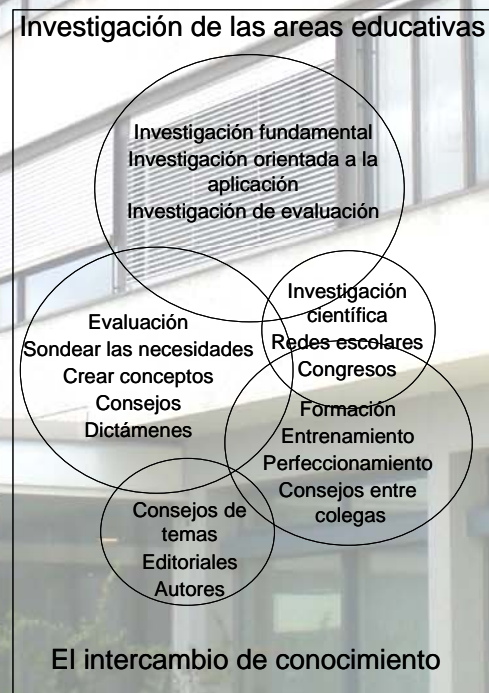 Investigación de las areas educativas
Investigación fundamental
Investigación orientada a la
aplicación
Investigación de evaluación
Evaluación
Sondear las necesidades
Crear conceptos
Consejos
Dictámenes
Investigación
científica
Redes escolares
Congresos
Formación
Entrenamiento
Perfeccionamiento
Consejos entre
colegas
Consejos de
temas
Editoriales
Autores
El intercambio de conocimiento